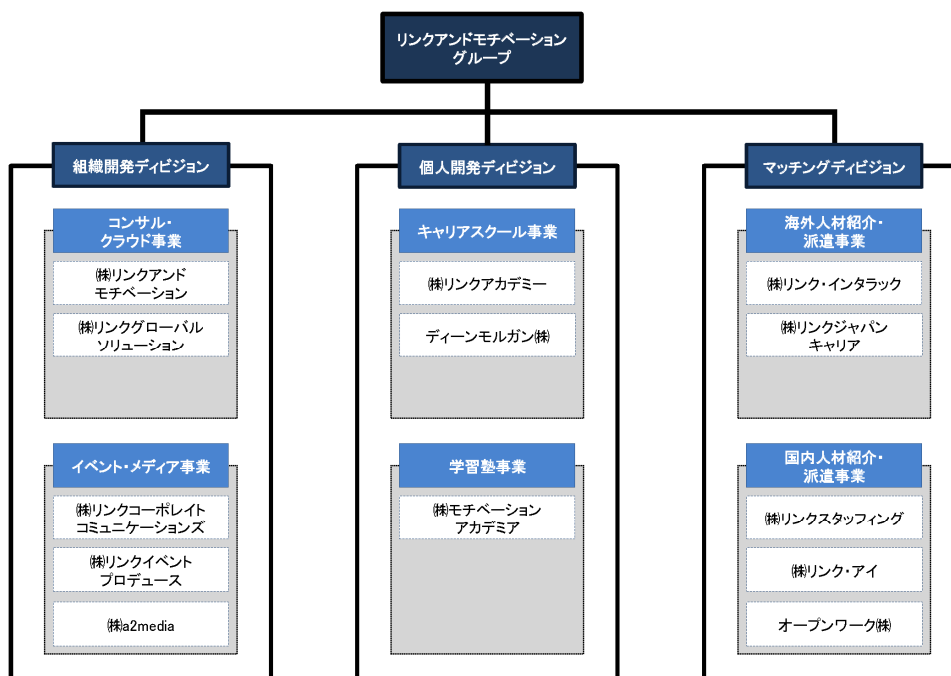 リンクアンドモチベーション
グループ
組織開発ディビジョン
コンサル・
クラウド事業
㈱リンクアンド
モチベーション
㈱リンクグローバル
ソリューション
イベント・メディア事業
㈱リンクコーポレイト
コミュニケーションズ
㈱リンクイベント
プロデュース
㈱a2media
個人開発ディビジョン
キャリアスクール事業
㈱リンクアカデミー
ディーンモルガン㈱
学習塾事業
㈱モチベーション
アカデミア
マッチングディビジョン
海外人材紹介・
派遣事業
㈱リンク・インタラック
㈱リンクジャパン
キャリア
国内人材紹介・
派遣事業
㈱リンクスタッフィング
㈱リンク・アイ
オープンワーク㈱